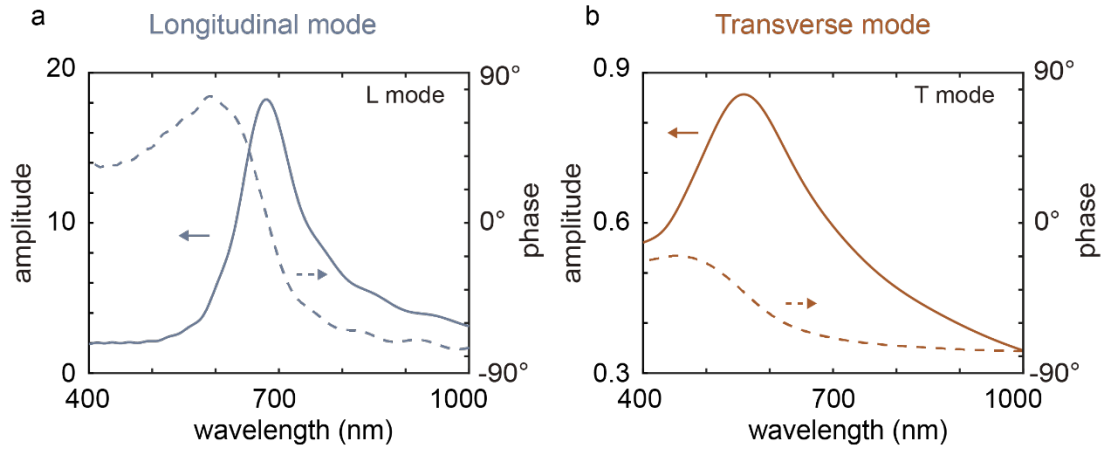 a
Longitudinal mode
20
10
0
amplitude
L mode
90°
0°
-90°
phase
400
700
1000
wavelength (nm)
b
Transverse mode
0.9
0.6
0.3
amplitude
T mode
90°
0°
-90°
phase
400
700
1000
wavelength (nm)